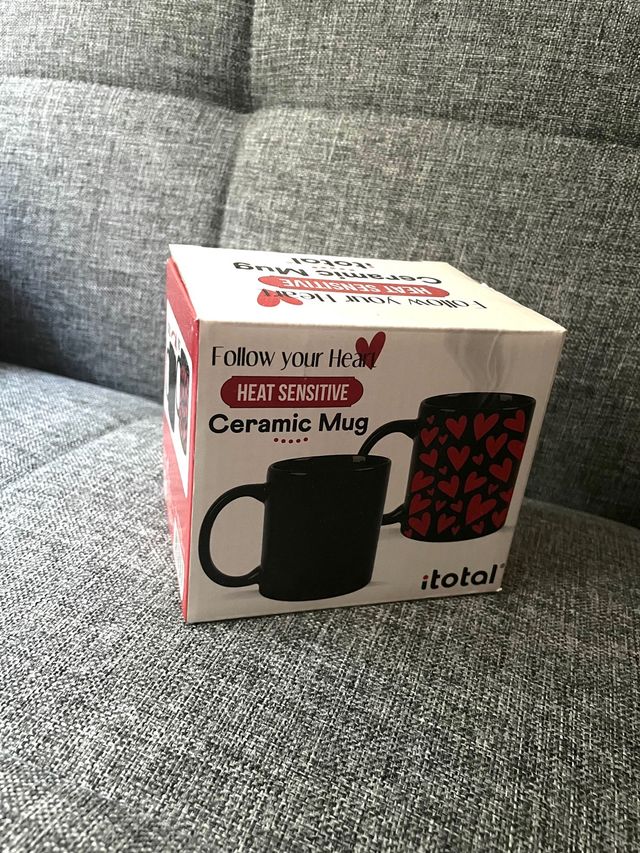 itotal
Ceramic Mug
HEAT SENSITIVE
Follow your Heart
Follow your Heart
HEAT SENSITIVE
Ceramic Mug
itotal